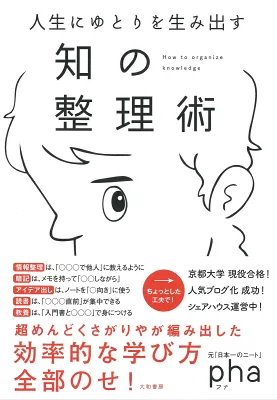 人生にゆとりを生み出す
知の
整理術
How to organize
knowledge
情報整理は、「○○○で他人」に教えるように
暗記は、メモを持って「○○しながら」
アイデア出しは、ノートを「○向き」に使う
読書は、「○○○直前」が集中できる
教養は、「入門書と○○○」で身につける
ちょっとした
工夫で!
京都大学 現役合格!
人気ブログ化 成功!
シェアハウス運営中!
超めんどくさがりやが編み出した
効率的な学び方
全部のせ!
元「日本一のニート」
pha
ファ
大和書房